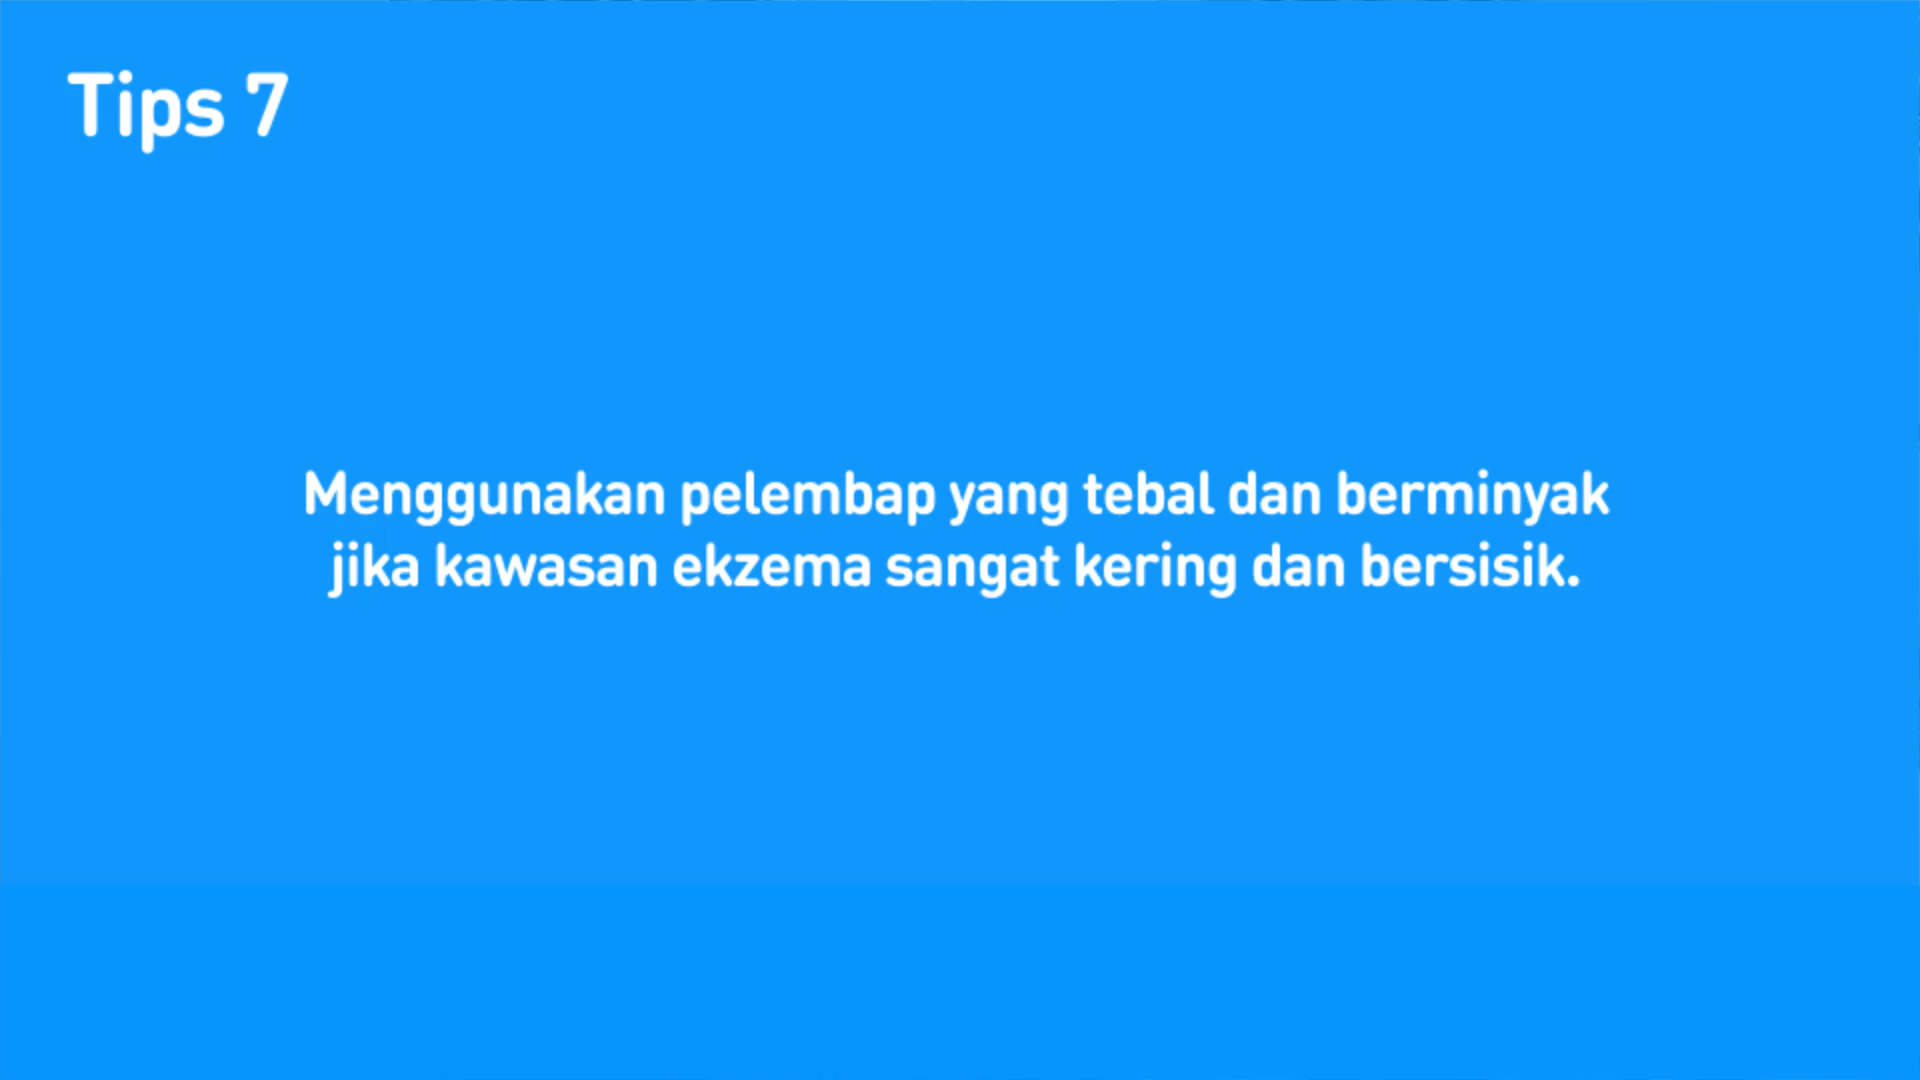 Tips 7
Menggunakan pelembap yang tebal dan berminyak
jika kawasan ekzema sangat kering dan bersisik.